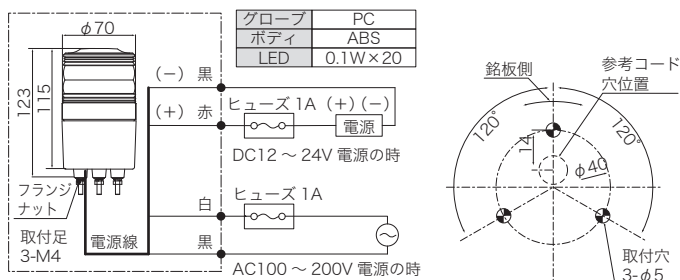 φ70
グローブ PC
ボディ ABS
LED 0.1W×20
123
115
(−) 黒
(+) 赤
ヒューズ 1A
(+) (−)
電源
DC12 ~ 24V 電源の時
フランジ
ナット
取付足
3-M4
電源線
白
ヒューズ 1A
黒
AC100 ~ 200V 電源の時
銘板側
参考コード
穴位置
120°
120°
14
φ40
取付穴
3-φ5